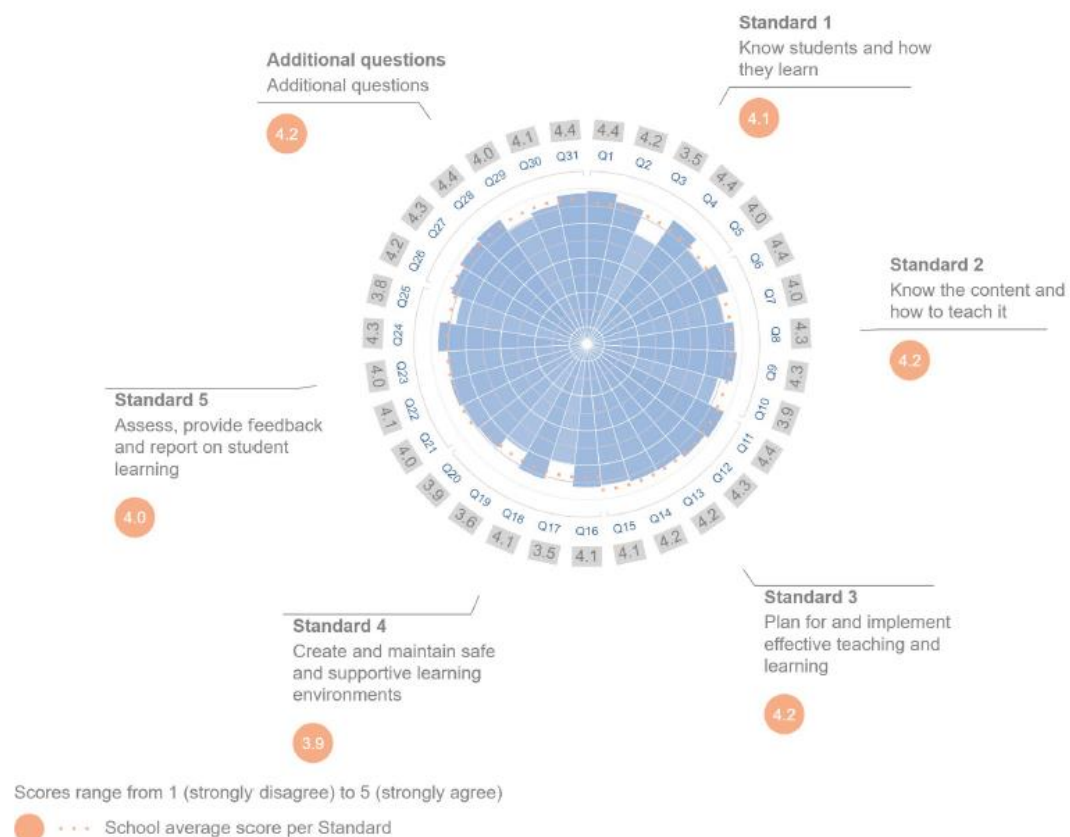 Standard 1
Know students and how
they learn
4.1
Standard 2
Know the content and
how to teach it
4.2
Standard 3
Plan for and implement
effective teaching and
learning
4.2
Standard 4
Create and maintain safe
and supportive learning
environments
3.9
Standard 5
Assess, provide feedback
and report on student
learning
4.0
Additional questions
Additional questions
4.2
4.4
4.2
3.5
4.4
4.0
4.4
4.0
4.3
4.3
3.9
4.4
4.3
4.2
4.2
4.1
4.1
3.5
4.1
3.6
3.9
4.0
4.1
4.0
4.3
3.8
4.2
4.3
4.4
4.0
4.1
4.4
Q1
Q2
Q3
Q4
Q5
Q6
Q7
Q8
Q9
Q10
Q11
Q12
Q13
Q14
Q15
Q16
Q17
Q18
Q19
Q20
Q21
Q22
Q23
Q24
Q25
Q26
Q27
Q28
Q29
Q30
Q31
Scores range from 1 (strongly disagree) to 5 (strongly agree)
School average score per Standard